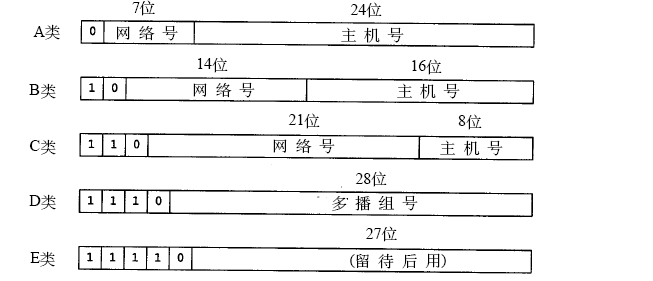 7位 24位
A类 0 网络号 主机号
14位 16位
B类 1 0 网络号 主机号
21位 8位
C类 1 1 0 网络号 主机号
28位
D类 1 1 1 0 多播组号
27位
E类 1 1 1 1 0 (留待后用)